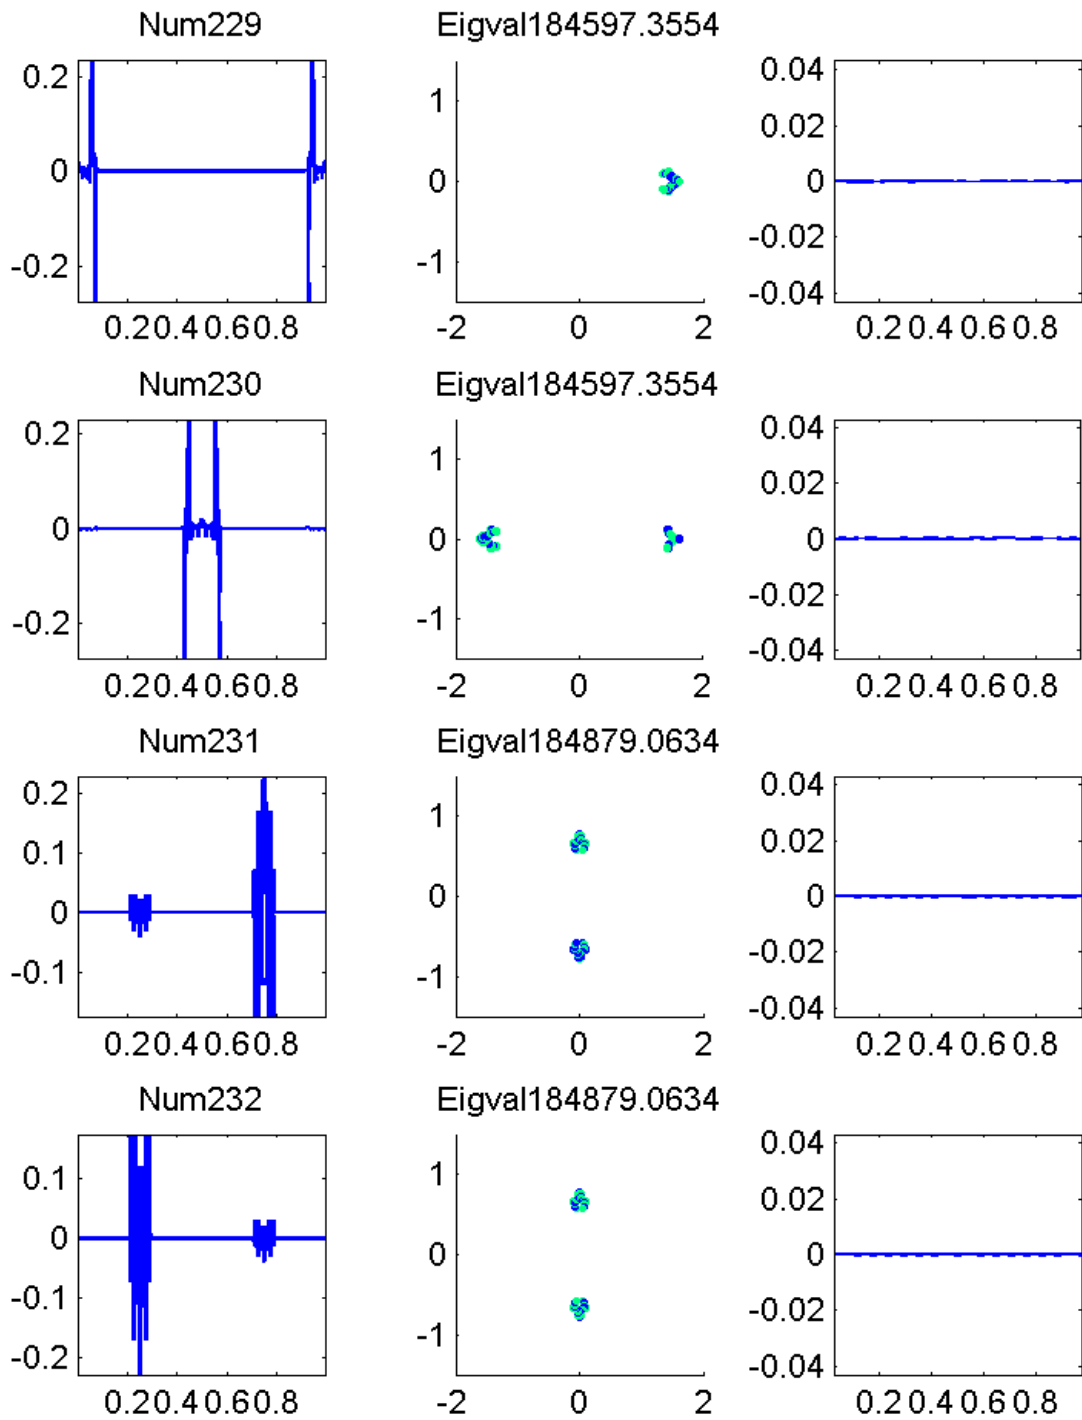 Num229 Eigval184597.3554
0.2 0 -0.2
0.2 0.4 0.6 0.8
1 0 -1
-2 0 2
0.04 0.02 0 -0.02 -0.04
0.2 0.4 0.6 0.8
Num230 Eigval184597.3554
0.2 0 -0.2
0.2 0.4 0.6 0.8
1 0 -1
-2 0 2
0.04 0.02 0 -0.02 -0.04
0.2 0.4 0.6 0.8
Num231 Eigval184879.0634
0.2 0.1 0 -0.1
0.2 0.4 0.6 0.8
1 0 -1
-2 0 2
0.04 0.02 0 -0.02 -0.04
0.2 0.4 0.6 0.8
Num232 Eigval184879.0634
0.1 0 -0.1 -0.2
0.2 0.4 0.6 0.8
1 0 -1
-2 0 2
0.04 0.02 0 -0.02 -0.04
0.2 0.4 0.6 0.8